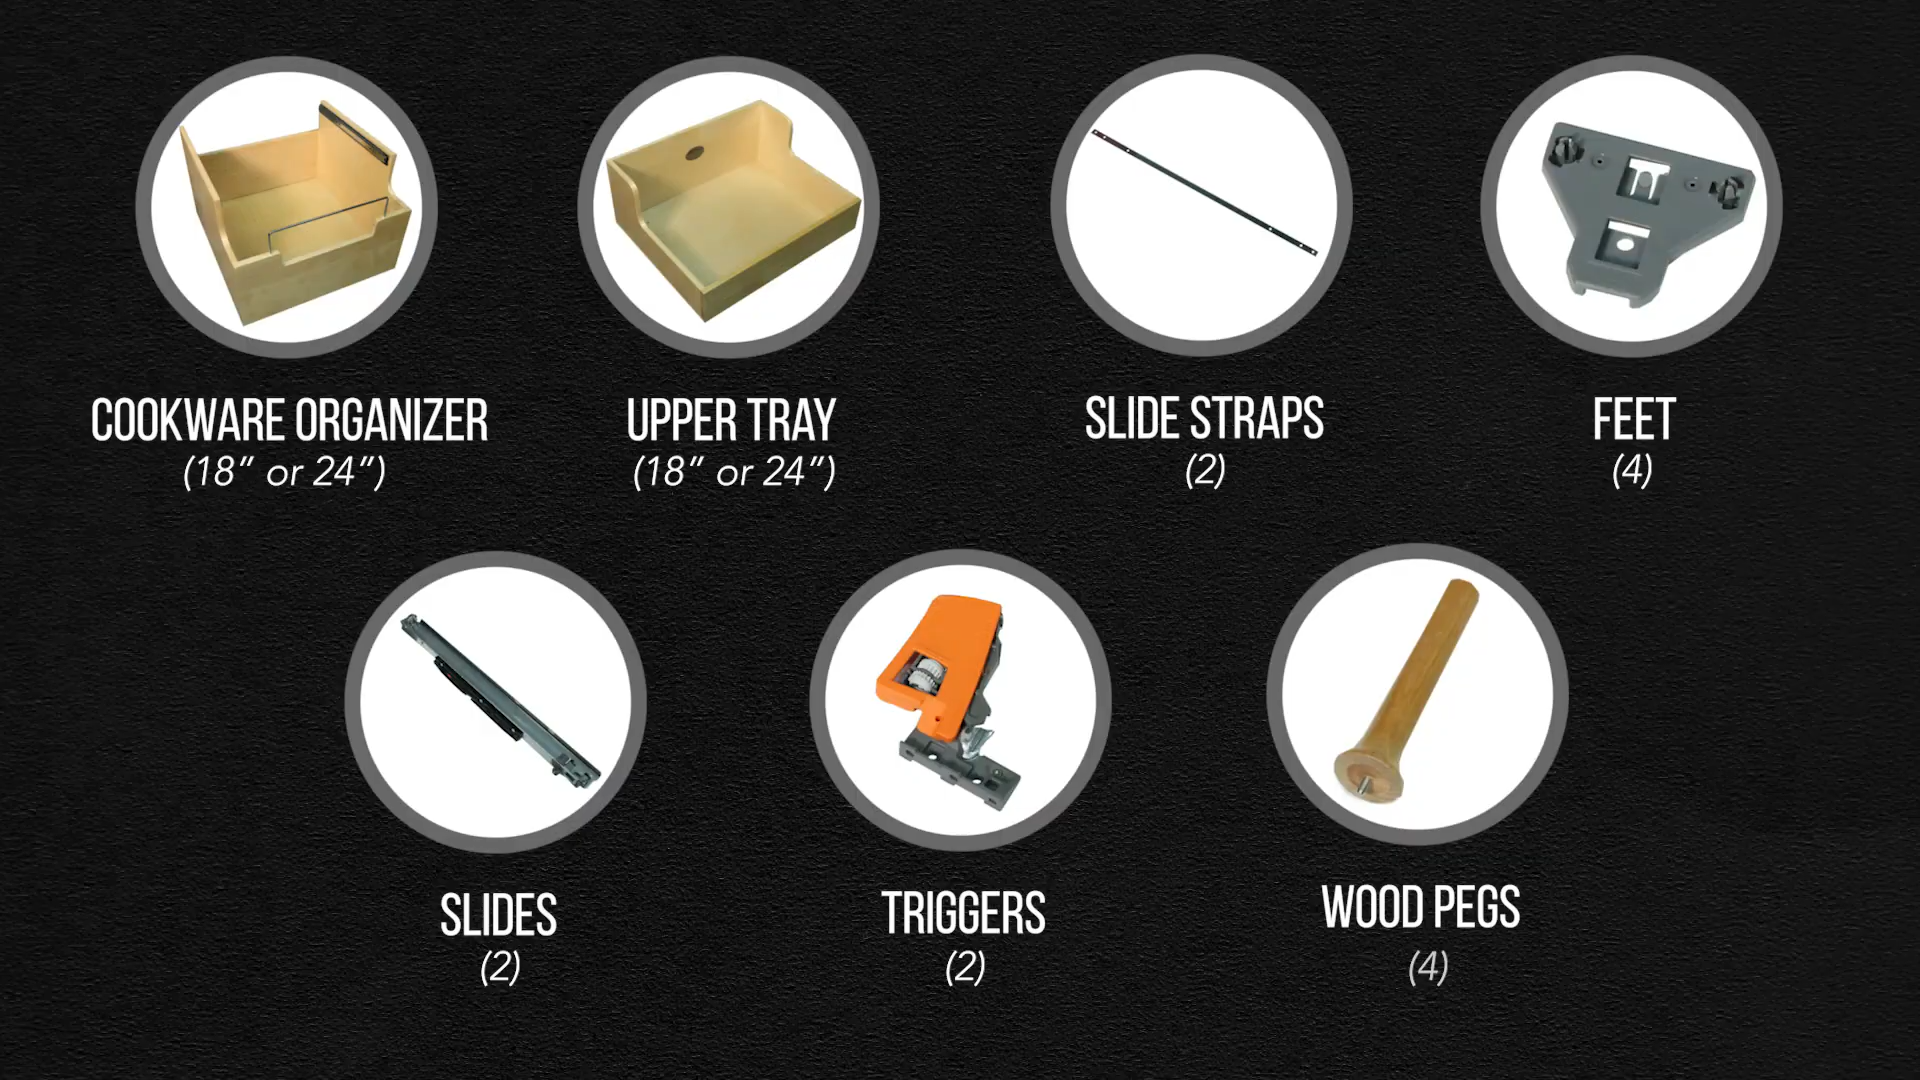 COOKWARE ORGANIZER
(18” or 24”)
UPPER TRAY
(18” or 24”)
SLIDE STRAPS
(2)
FEET
(4)
SLIDES
(2)
TRIGGERS
(2)
WOOD PEGS
(4)